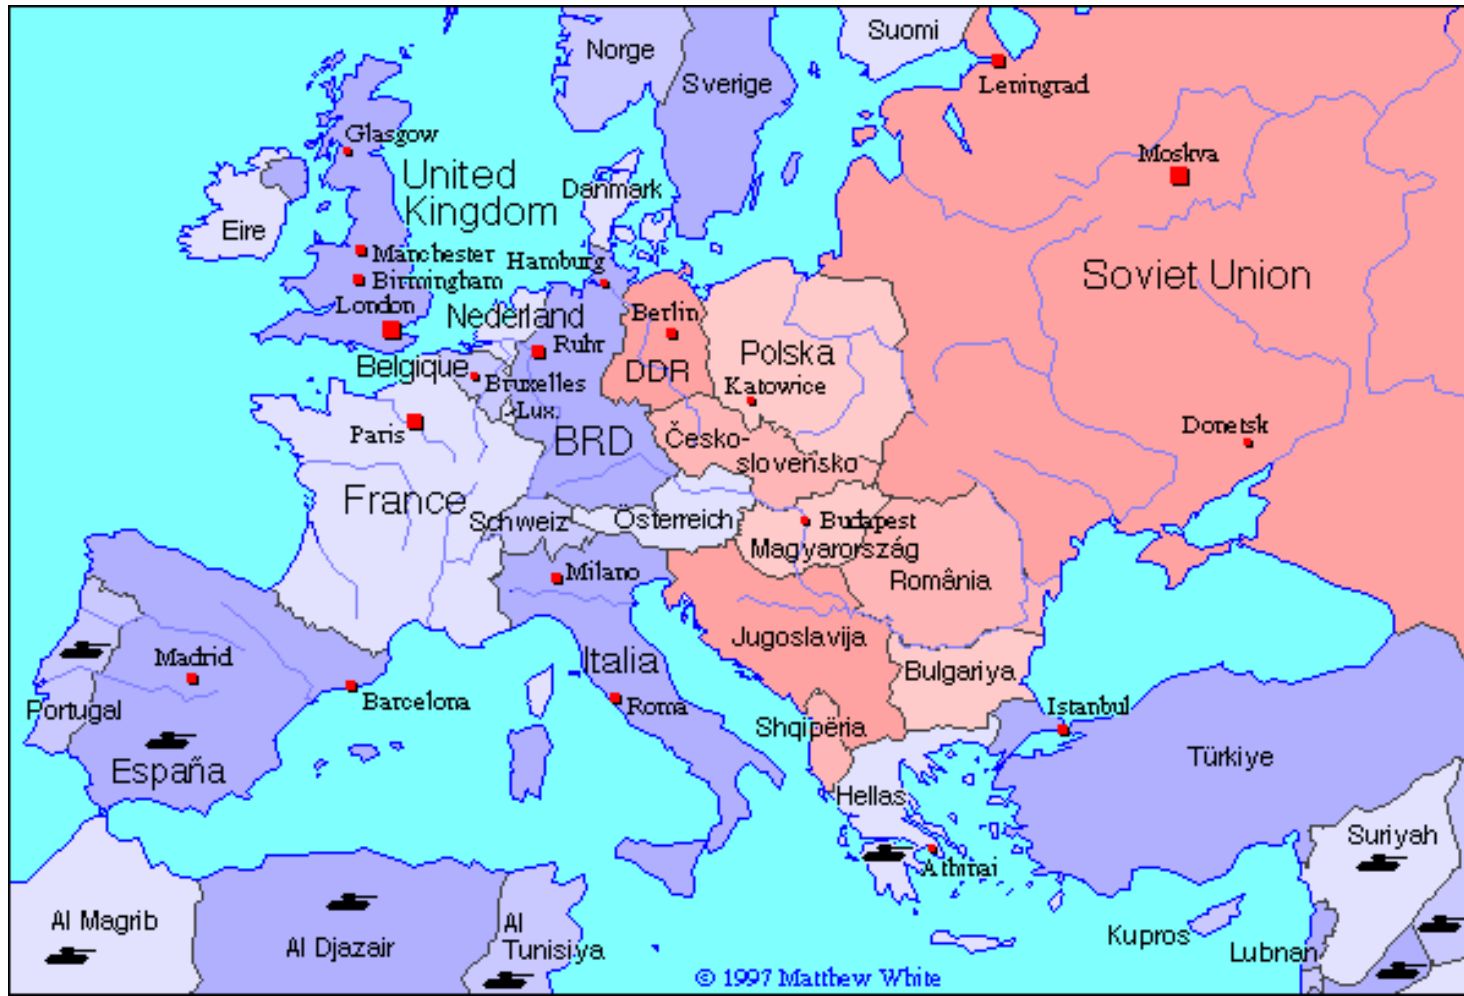 Suomi
Norge
Sverige
Leningrad
Glasgow
Moskva
United
Kingdom
Danmark
Eire
Manchester
Hamburg
Birmingham
Soviet Union
London
Nederland
Berlin
Ruhr
Polska
Belgique
DDR
Bruxelles
Katowice
Lux.
Paris
BRD
Česko-
slovensko
Donetsk
France
Schweiz
Österreich
Budapest
Magyarország
Milano
România
Jugoslavija
Madrid
Italia
Bulgariya
Barcelona
Roma
Portugal
Istanbul
Shqipëria
España
Türkiye
Hellas
Suriyah
Athinai
Al Magrib
Al Djazair
Al
Tunisiya
Kupros
Lubnan
© 1997 Matthew White